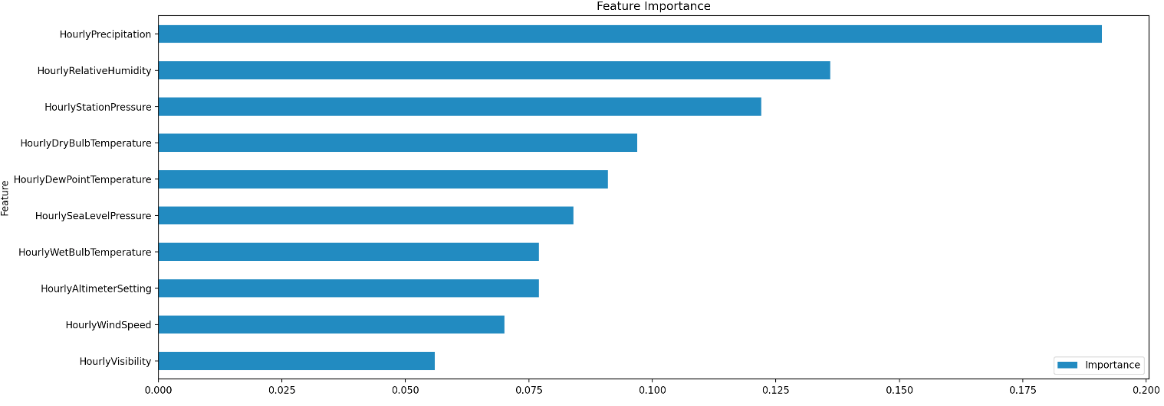 Feature Importance
HourlyPrecipitation
HourlyRelativeHumidity
HourlyStationPressure
HourlyDryBulbTemperature
HourlyDewPointTemperature
HourlySeaLevelPressure
HourlyWetBulbTemperature
HourlyAltimeterSetting
HourlyWindSpeed
HourlyVisibility
Feature
Importance
0.000 0.025 0.050 0.075 0.100 0.125 0.150 0.175 0.200